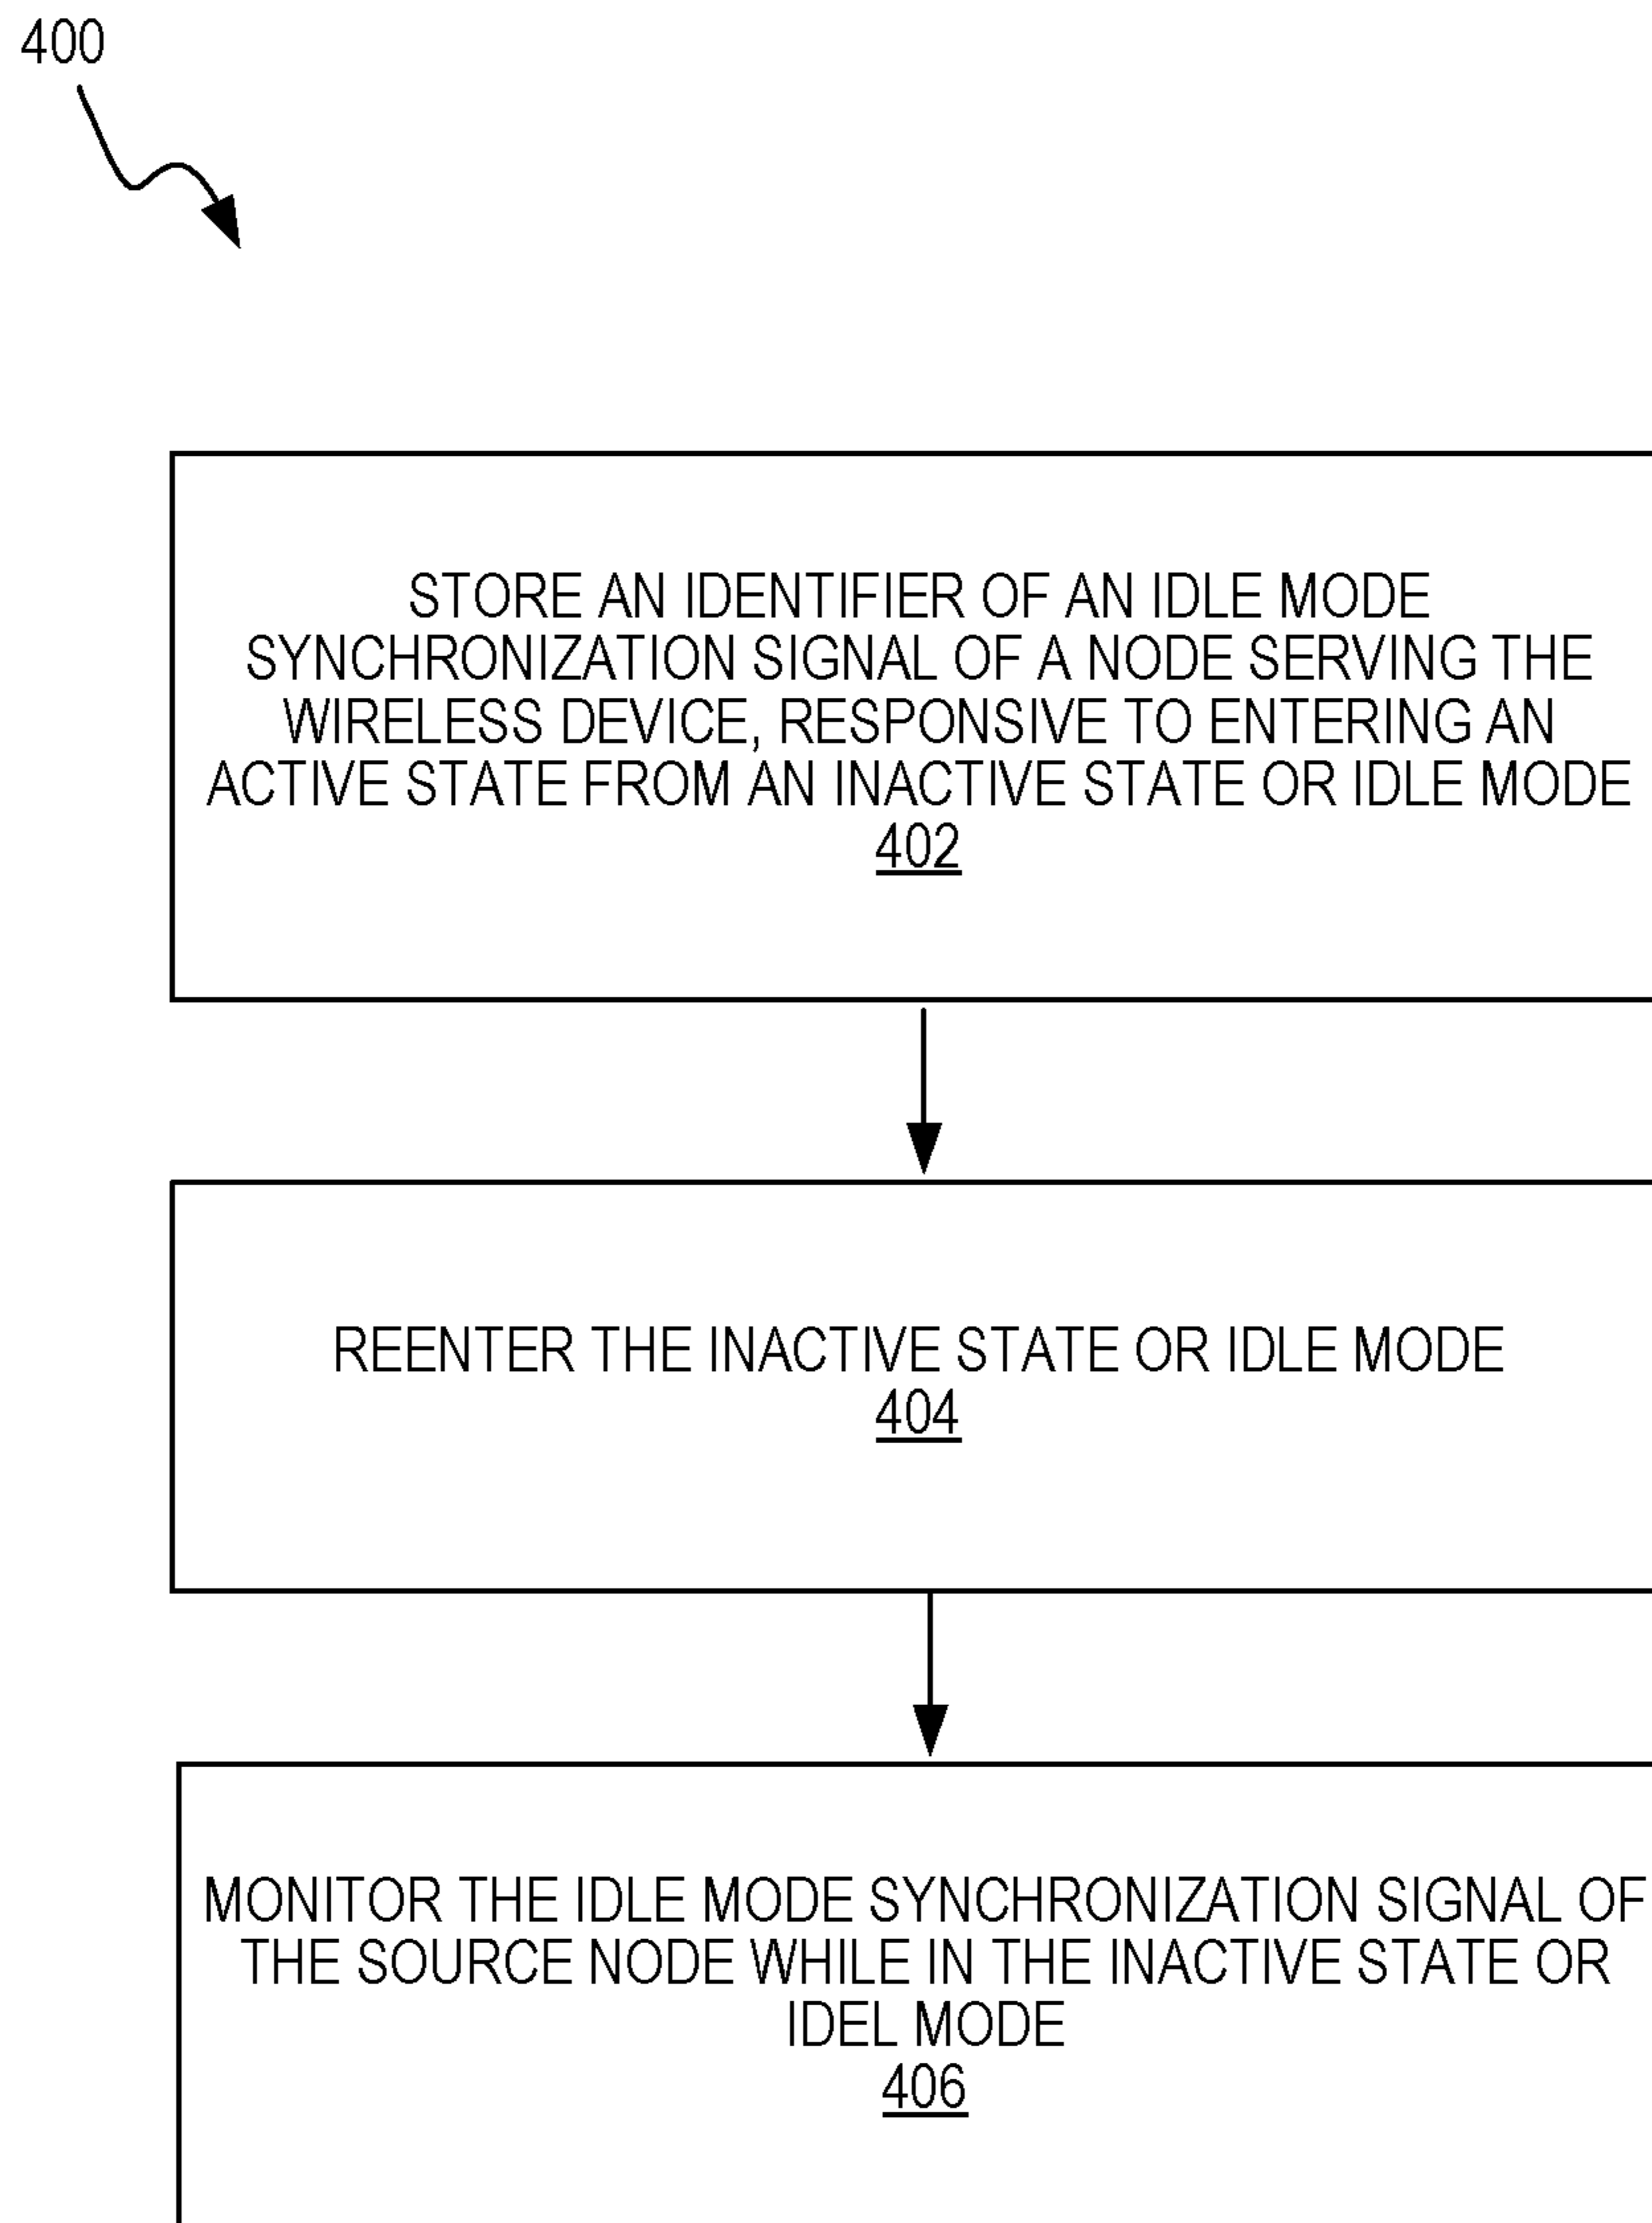 400
STORE AN IDENTIFIER OF AN IDLE MODE
SYNCHRONIZATION SIGNAL OF A NODE SERVING THE
WIRELESS DEVICE, RESPONSIVE TO ENTERING AN
ACTIVE STATE FROM AN INACTIVE STATE OR IDLE MODE
402
REENTER THE INACTIVE STATE OR IDLE MODE
404
MONITOR THE IDLE MODE SYNCHRONIZATION SIGNAL OF
THE SOURCE NODE WHILE IN THE INACTIVE STATE OR
IDEL MODE
406